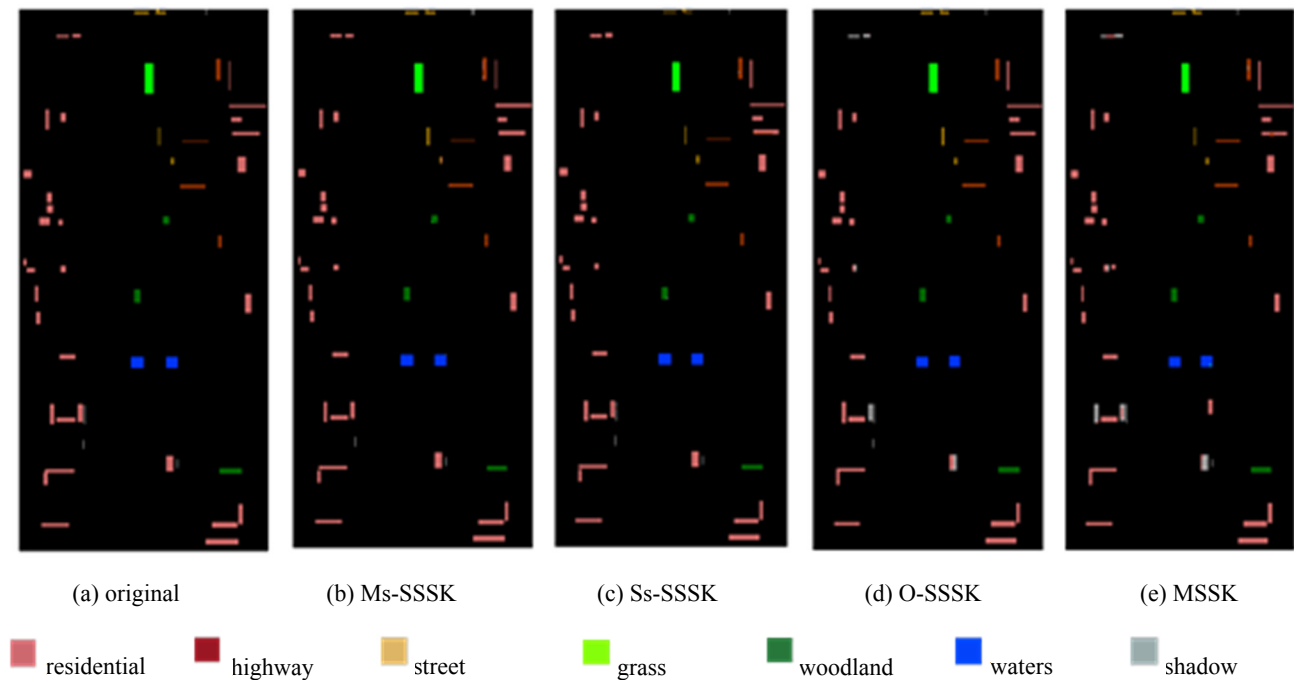 (a) original (b) Ms-SSSK (c) Ss-SSSK (d) O-SSSK (e) MSSK
residential highway street grass woodland waters shadow